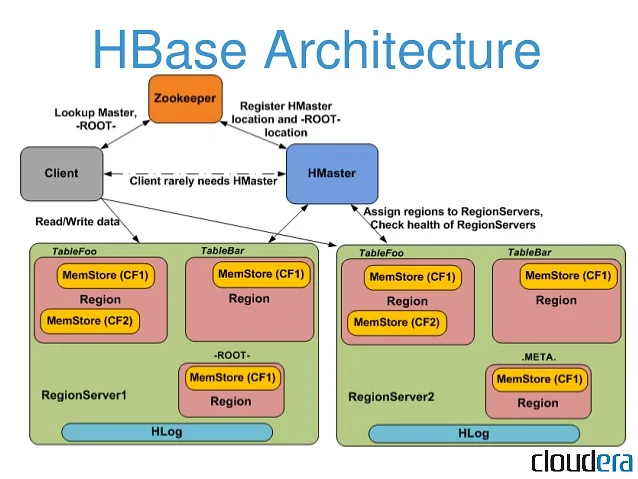 HBase Architecture
Zookeeper
Lookup Master,
-ROOT-
Register HMaster
location and -ROOT-
location
Client
Client rarely needs HMaster
HMaster
Read/Write data
Assign regions to RegionServers,
Check health of RegionServers
TableFoo
MemStore (CF1)
Region
MemStore (CF2)
TableBar
MemStore (CF1)
Region
-ROOT-
MemStore (CF1)
Region
RegionServer1
HLog
TableFoo
MemStore (CF1)
Region
MemStore (CF2)
TableBar
MemStore (CF1)
Region
.META.
MemStore (CF1)
Region
RegionServer2
HLog
cloudera